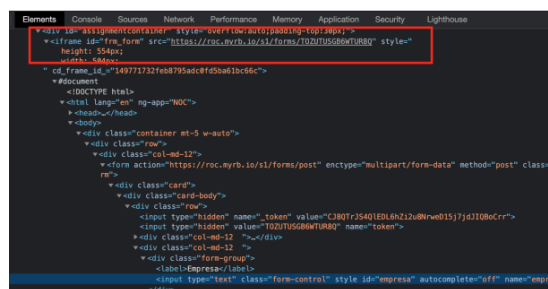 Elements Console Sources Network Performance Memory Application Security Lighthouse
▼<div id="assignmentcontainer" style="overflow:auto;padding-top:30px;">
▼<iframe id="frm_form" src="https://roc.myrb.io/s1/forms/TOZUTUSGB6WTUR8Q" style="
height: 554px;
width: 504px;
" cd_frame_id_="149771732feb8795adc0fd5ba61bc66c">
▼#document
<!DOCTYPE html>
▼<html lang="en" ng-app="NOC">
▶<head>…</head>
▼<body>
▼<div class="container mt-5 w-auto">
▼<div class="row">
▼<div class="col-md-12">
▼<form action="https://roc.myrb.io/s1/forms/post" enctype="multipart/form-data" method="post" class=
rm">
▼<div class="card">
▼<div class="card-body">
▼<div class="row">
<input type="hidden" name="_token" value="CJ8QTrJS4QlEDL6hZi2u8NrweD15j7jdJIQBoCrr">
<input type="hidden" value="TOZUTUSGB6WTUR8Q" name="token">
▶<div class="col-md-12 ">…</div>
▼<div class="col-md-12 ">
▼<div class="form-group">
<label>Empresa</label>
<input type="text" class="form-control" style id="empresa" autocomplete="off" name="empr